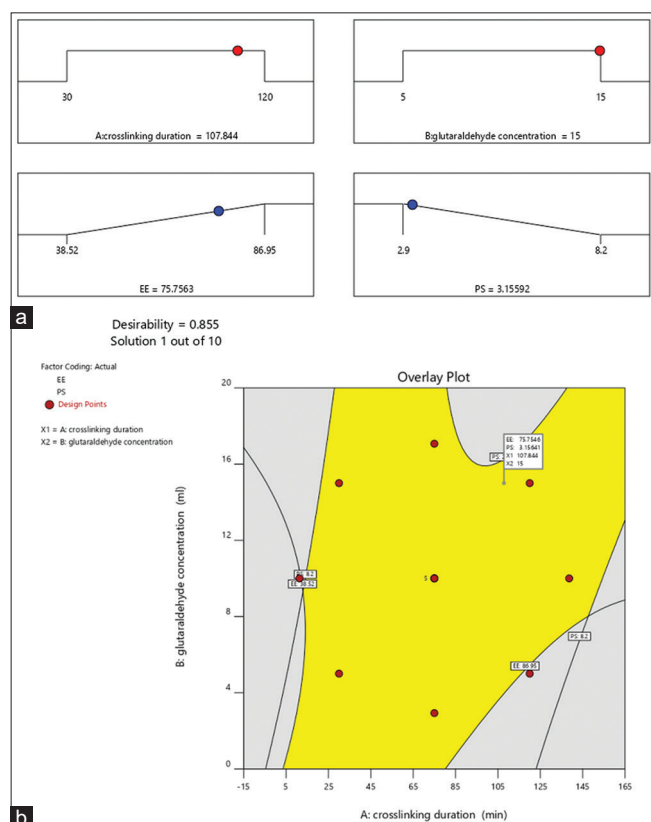 30
120
A:crosslinking duration = 107.844
5
15
B:glutaraldehyde concentration = 15
38.52
86.95
EE = 75.7563
2.9
8.2
PS = 3.15592
a
Desirability = 0.855
Solution 1 out of 10
Factor Coding: Actual
EE
PS
Design Points
X1 = A: crosslinking duration
X2 = B: glutaraldehyde concentration
Overlay Plot
B: glutaraldehyde concentration (ml)
20
16
12
8
4
0
EE: 75.7546
PS: 3.15641
X1 107.844
X2 15
PS:
8.2
EE: 38.52
5
PS: 8.2
EE: 86.95
-15
5
25
45
65
85
105
125
145
165
A: crosslinking duration (min)
b